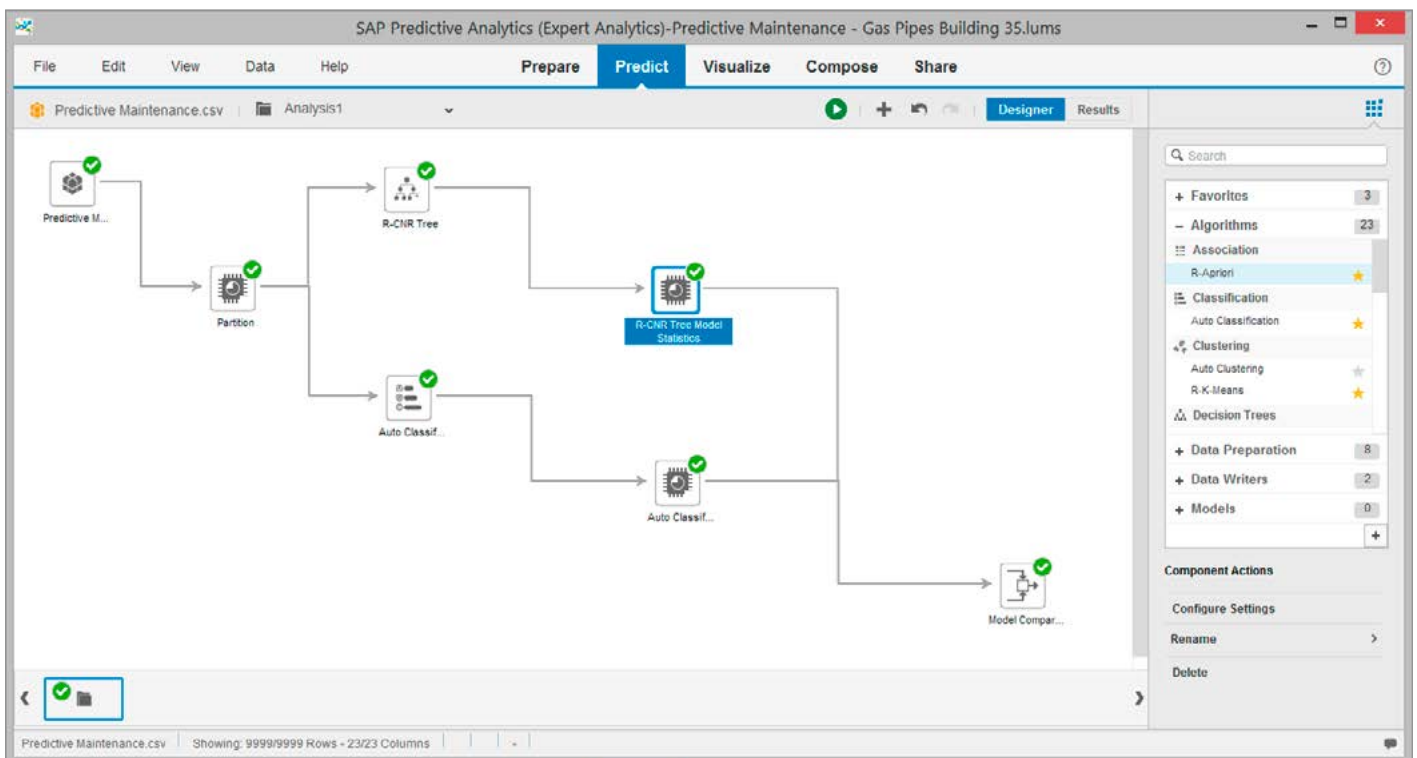 SAP Predictive Analytics (Expert Analytics)-Predictive Maintenance - Gas Pipes Building 35.lums
File Edit View Data Help Prepare Predict Visualize Compose Share
Predictive Maintenance.csv Analysis1 Designer Results
Predictive M...
R-CNR Tree
Partition
R-CNR Tree Model
Statistics
Auto Classif...
Auto Classif...
Model Compar...
Search
+ Favorites 3
– Algorithms 23
Association
R-Apriori
Classification
Auto Classification
Clustering
Auto Clustering
R-K-Means
Decision Trees
+ Data Preparation 8
+ Data Writers 2
+ Models 0
+
Component Actions
Configure Settings
Rename
Delete
Predictive Maintenance.csv Showing: 9999/9999 Rows - 23/23 Columns -